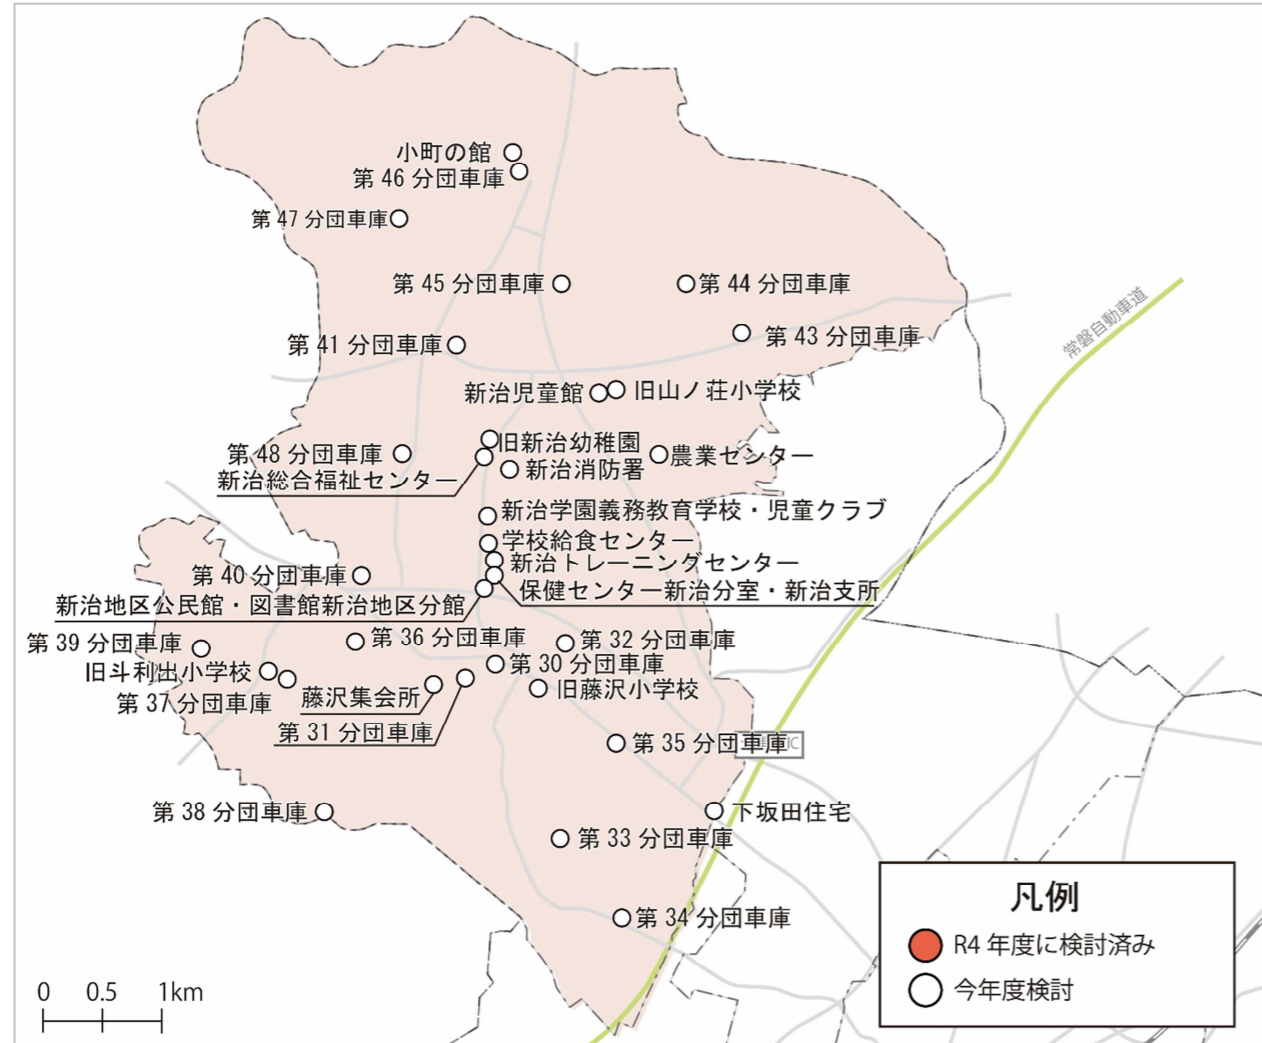 小町の館
第 46 分団車庫
第 47 分団車庫
第 45 分団車庫
第 44 分団車庫
第 43 分団車庫
常磐自動車道
第 41 分団車庫
新治児童館
旧山ノ荘小学校
旧新治幼稚園
第 48 分団車庫
農業センター
新治消防署
新治総合福祉センター
新治学園義務教育学校・児童クラブ
学校給食センター
新治トレーニングセンター
第 40 分団車庫
保健センター新治分室・新治支所
新治地区公民館・図書館新治地区分館
第 39 分団車庫
第 36 分団車庫
第 32 分団車庫
第 30 分団車庫
旧斗利出小学校
旧藤沢小学校
第 37 分団車庫
藤沢集会所
第 31 分団車庫
第 35 分団車庫
IC
第 38 分団車庫
下坂田住宅
第 33 分団車庫
第 34 分団車庫
凡例
R4 年度に検討済み
今年度検討
0 0.5 1km